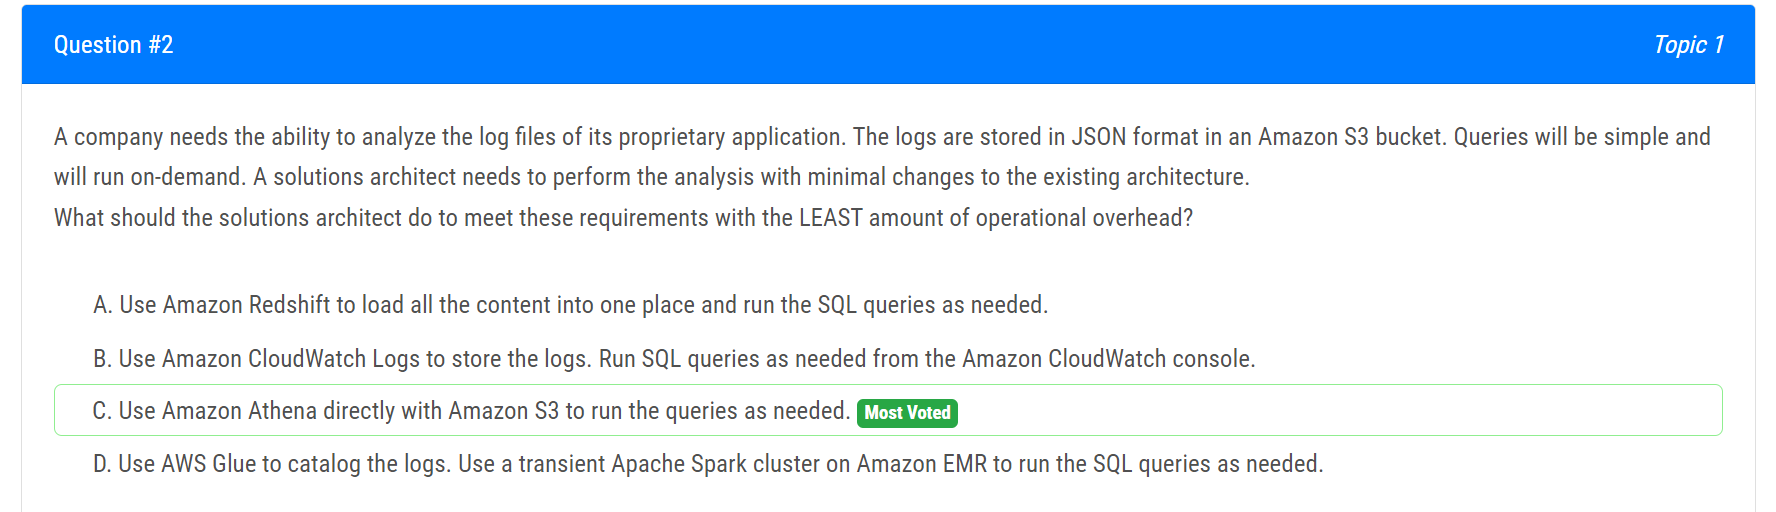 Question #2
Topic 1
A company needs the ability to analyze the log files of its proprietary application. The logs are stored in JSON format in an Amazon S3 bucket. Queries will be simple and
will run on-demand. A solutions architect needs to perform the analysis with minimal changes to the existing architecture.
What should the solutions architect do to meet these requirements with the LEAST amount of operational overhead?
A. Use Amazon Redshift to load all the content into one place and run the SQL queries as needed.
B. Use Amazon CloudWatch Logs to store the logs. Run SQL queries as needed from the Amazon CloudWatch console.
C. Use Amazon Athena directly with Amazon S3 to run the queries as needed. Most Voted
D. Use AWS Glue to catalog the logs. Use a transient Apache Spark cluster on Amazon EMR to run the SQL queries as needed.